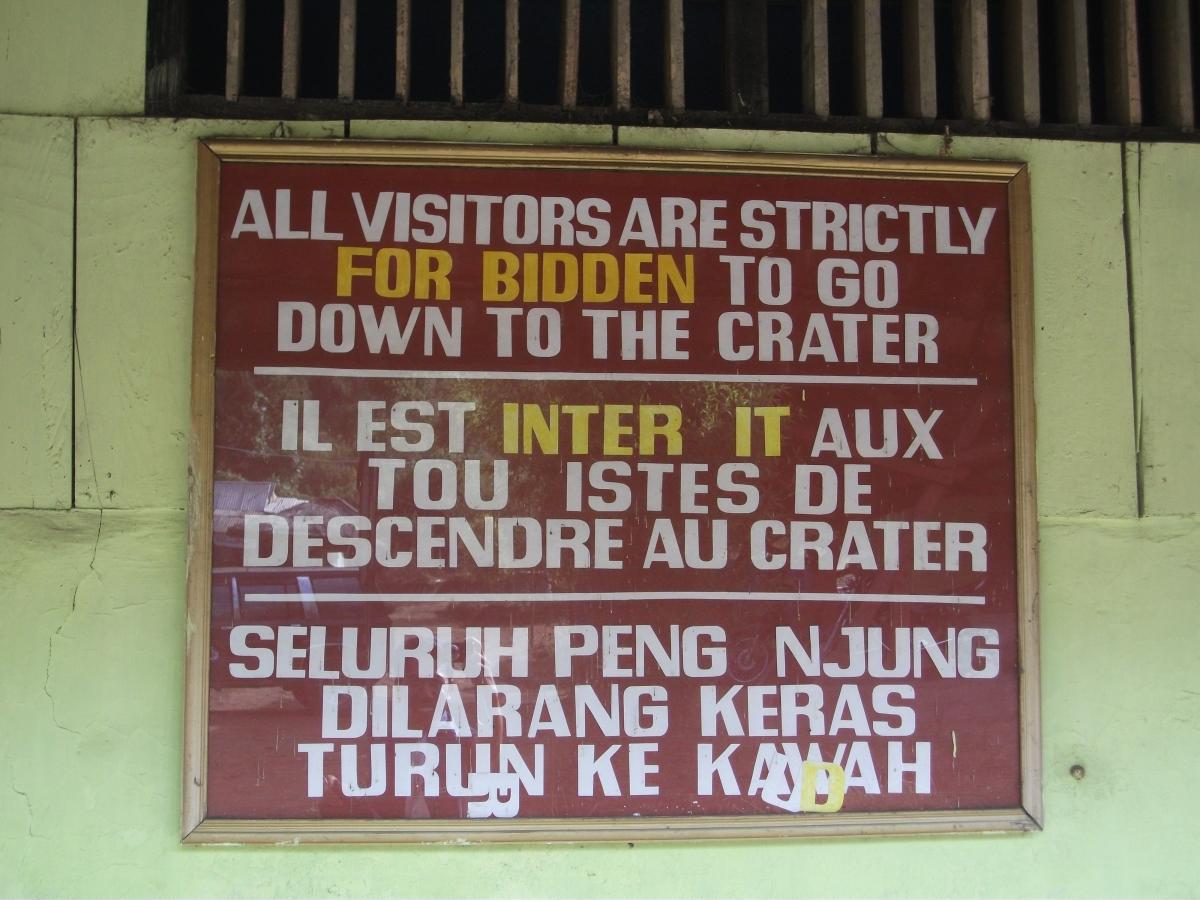 ALL VISITORS ARE STRICTLY
FOR BIDDEN TO GO
DOWN TO THE CRATER
IL EST INTER IT AUX
TOU ISTES DE
DESCENDRE AU CRATER
SELURUH PENG NJUNG
DILARANG KERAS
TURUN KE KAWAH